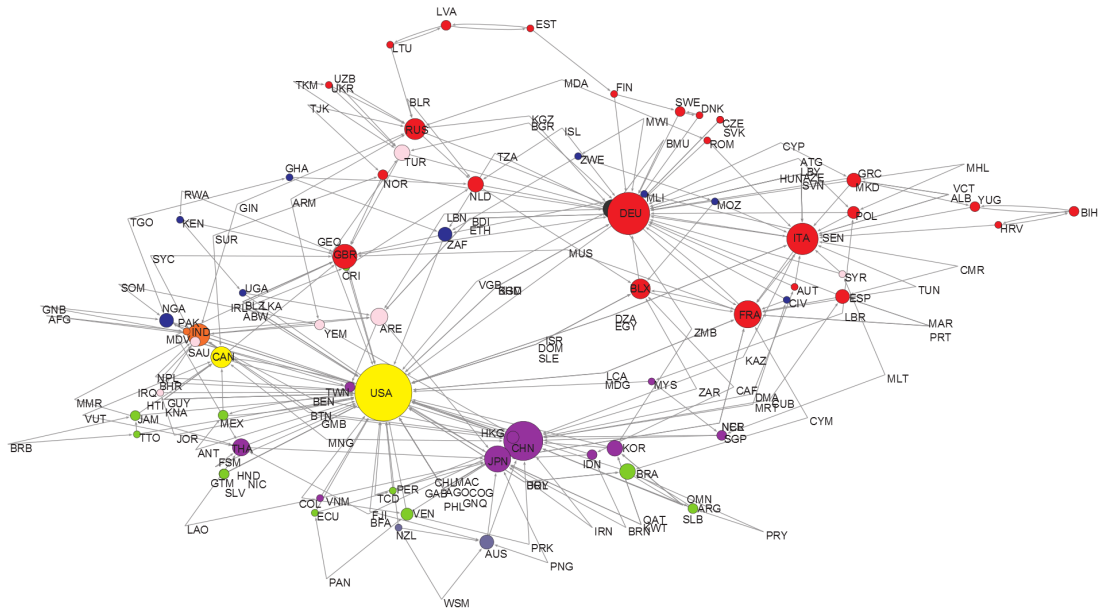 LVA
EST
LTU
UZB
TKM
UKR
MDA
FIN
BLR
TJK
SWE
DNK
RUS
KGZ
BGR
ISL
MWI
CZE
SVK
BMU
ROM
CYP
TUR
TZA
ZWE
ATG
LBY
HUN
AZE
SVN
GRC
MKD
MHL
GHA
NOR
NLD
MLI
MOZ
VCT
ALB
YUG
BIH
RWA
GIN
ARM
DEU
POL
HRV
TGO
KEN
LBN
BDI
ETH
ZAF
ITA
SEN
SUR
GEO
GBR
CRI
MUS
SYC
SYR
CMR
SOM
UGA
VGB
AUT
TUN
BLX
CIV
ESP
GNB
AFG
NGA
IRL
BLZ
LKA
ABW
PAK
IND
MDV
SAU
YEM
ARE
DZA
EGY
FRA
LBR
MAR
PRT
ZMB
ISR
DOM
SLE
CAN
KAZ
NPL
BHR
IRQ
HTI
GUY
KNA
TWN
BEN
USA
LCA
MDG
MYS
ZAR
CAF
DMA
MRT
CUB
MLT
MMR
VUT
JAM
MEX
BTN
GMB
CYM
TTO
BRB
JOR
MNG
HKG
CHN
SGP
ANT
THA
FSM
JPN
IDN
KOR
BRA
GTM
HND
NIC
SLV
COL
VNM
PER
TCD
CHL
MAC
GAB
AGO
COG
PHL
GNQ
ECU
FJI
BFA
VEN
OMN
ARG
SLB
LAO
NZL
AUS
PRK
IRN
BRN
QAT
KWT
PRY
PNG
PAN
WSM